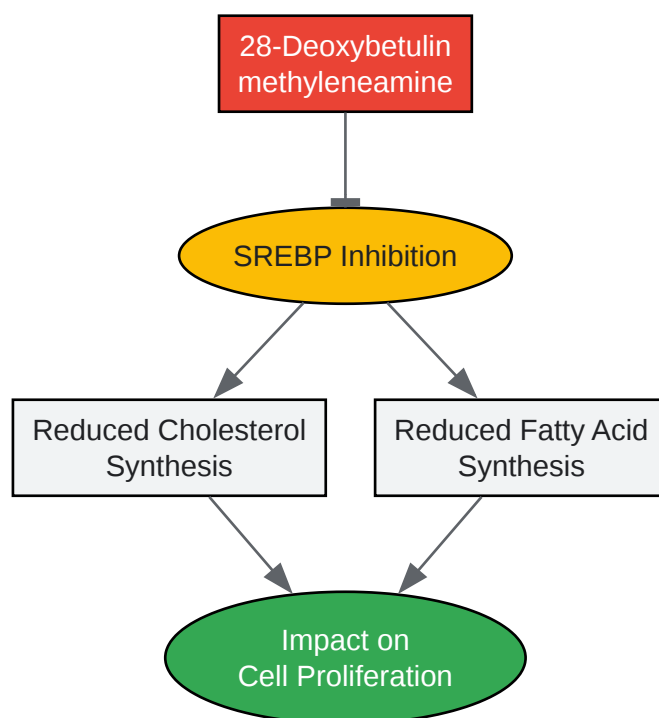 28-Deoxybetulin
methyleneamine
SREBP Inhibition
Reduced Cholesterol
Synthesis
Reduced Fatty Acid
Synthesis
Impact on
Cell Proliferation